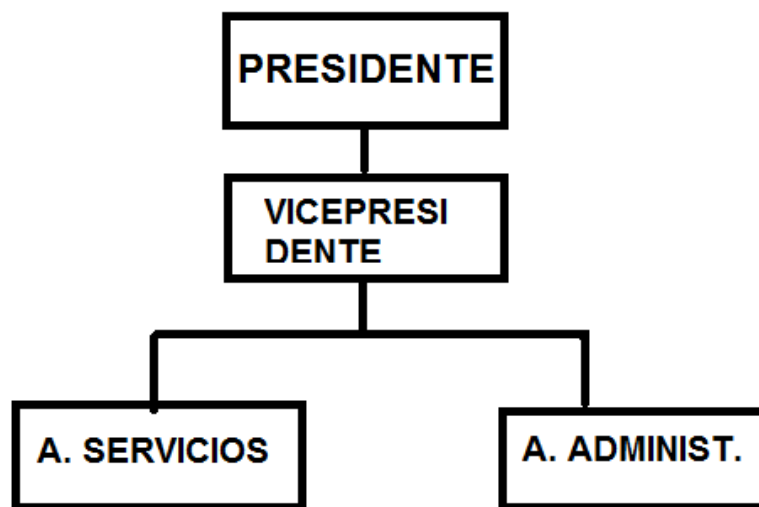 PRESIDENTE
VICEPRESI
DENTE
A. SERVICIOS
A. ADMINIST.